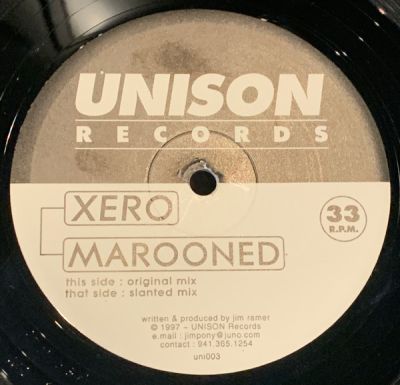 UNISON
RECORDS
XERO
33
R.P.M.
MAROONED
this side : original mix
that side : slanted mix
written & produced by jim ramer
© 1997 - UNISON Records
e.mail : jimpony@juno.com
contact : 941.365.1254
uni003